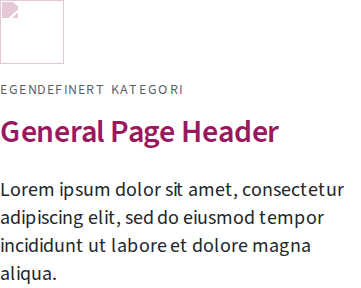 EGENDEFINERT KATEGORI
General Page Header
Lorem ipsum dolor sit amet, consectetur
adipiscing elit, sed do eiusmod tempor
incididunt ut labore et dolore magna
aliqua.